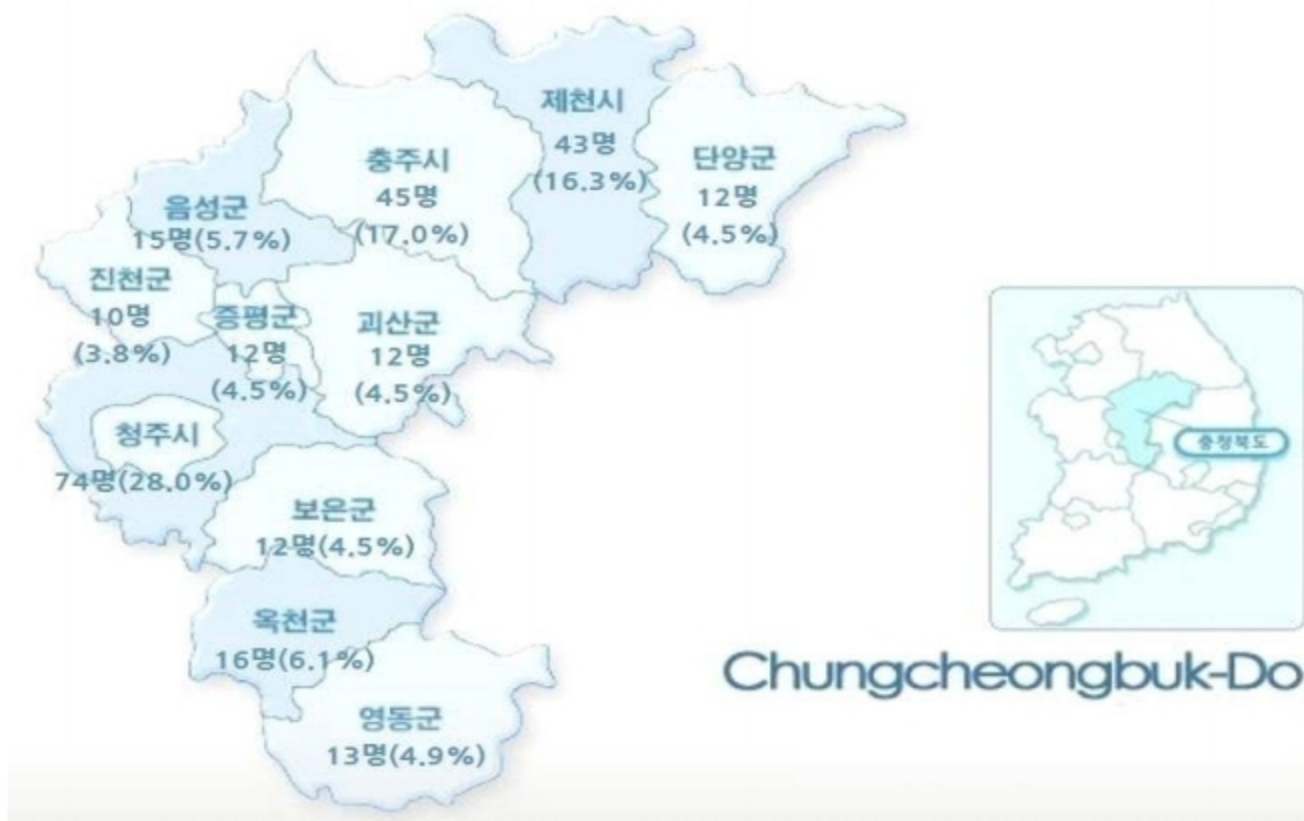 제천시
43명
(16.3%)
단양군
12명
(4.5%)
충주시
45명
(17.0%)
음성군
15명(5.7%)
진천군
10명
(3.8%)
증평군
12명
(4.5%)
괴산군
12명
(4.5%)
청주시
74명(28.0%)
보은군
12명(4.5%)
옥천군
16명(6.1%)
영동군
13명(4.9%)
충청북도
Chungcheongbuk-Do